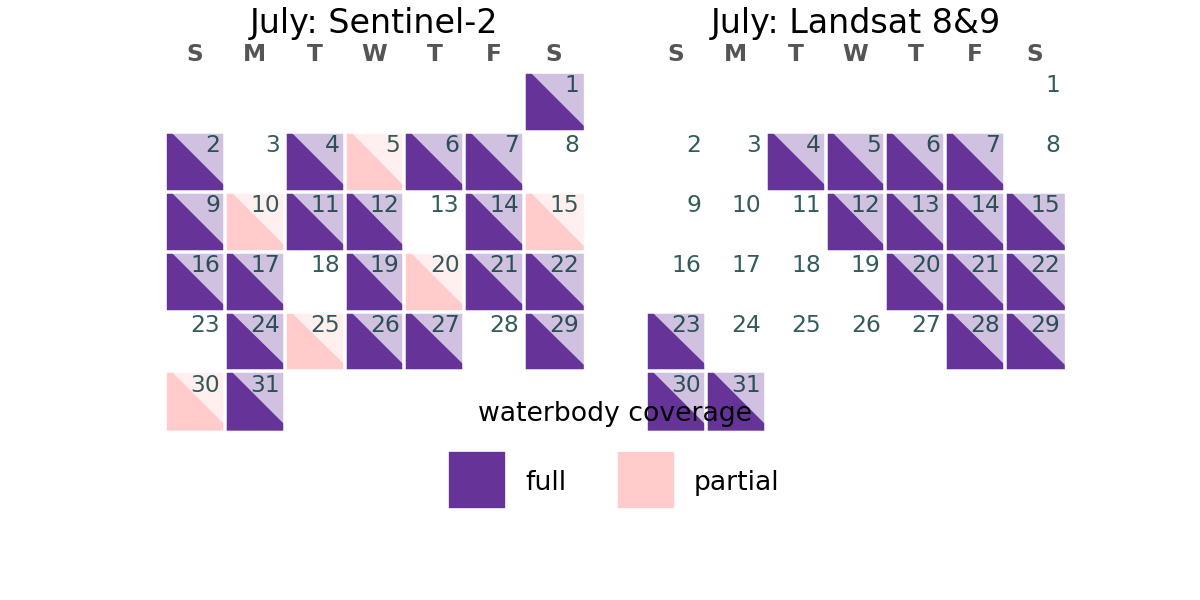 July: Sentinel-2
S M T W T F S
1
2 3 4 5 6 7 8
9 10 11 12 13 14 15
16 17 18 19 20 21 22
23 24 25 26 27 28 29
30 31
July: Landsat 8&9
S M T W T F S
1
2 3 4 5 6 7 8
9 10 11 12 13 14 15
16 17 18 19 20 21 22
23 24 25 26 27 28 29
30 31
waterbody coverage
full partial